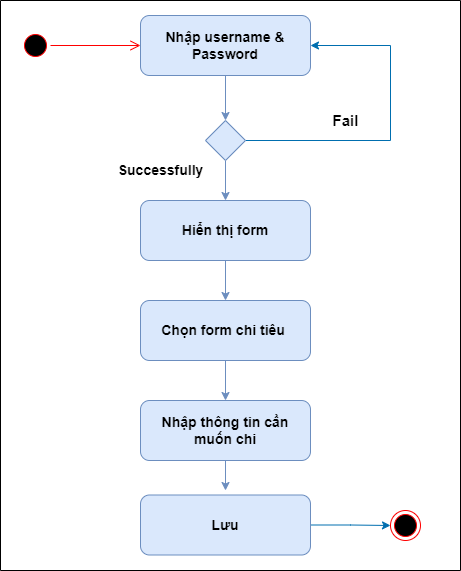 Nhập username &
Password
Fail
Successfully
Hiển thị form
Chọn form chi tiêu
Nhập thông tin cần
muốn chi
Lưu